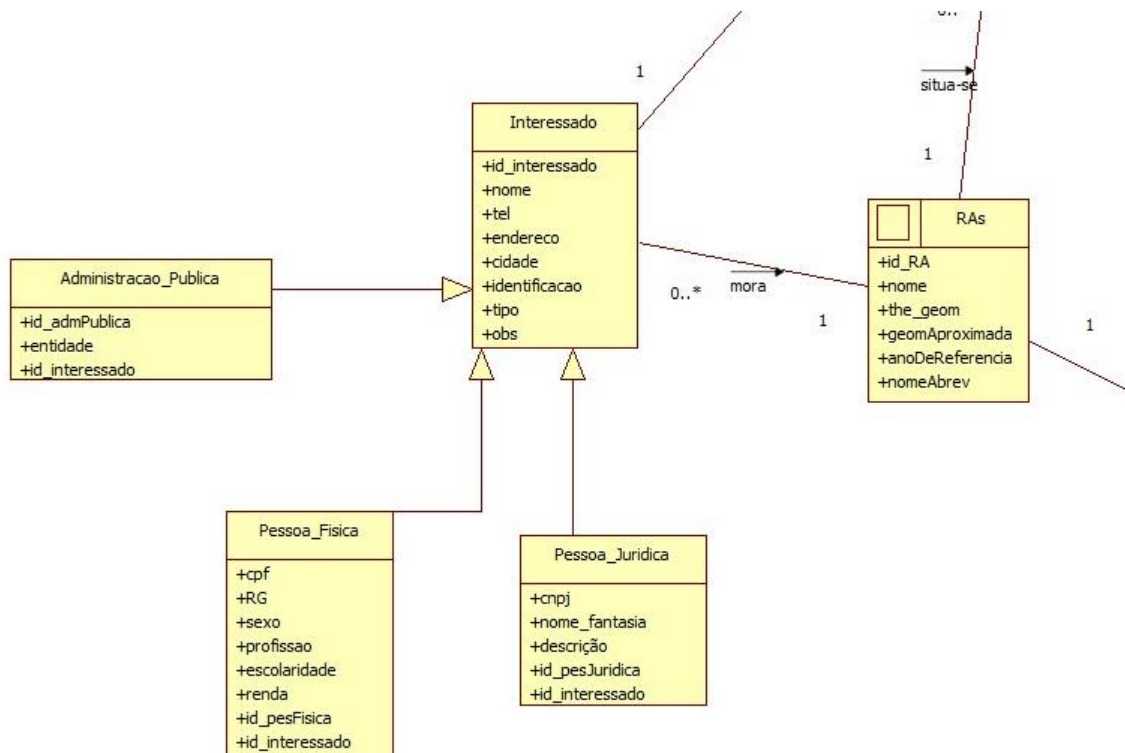 1
situa-se
1
Interessado
+id_interessado
+nome
+tel
+endereco
+cidade
+identificacao
+tipo
+obs
RAs
+id_RA
+nome
+the_geom
+geomAproximada
+anoDeReferencia
+nomeAbrev
0..*
mora
1
1
Administracao_Publica
+id_admPublica
+entidade
+id_interessado
Pessoa_Fisica
+cpf
+RG
+sexo
+profissao
+escolaridade
+renda
+id_pesFisica
+id_interessado
Pessoa_Juridica
+cnpj
+nome_fantasia
+descrição
+id_pesJuridica
+id_interessado